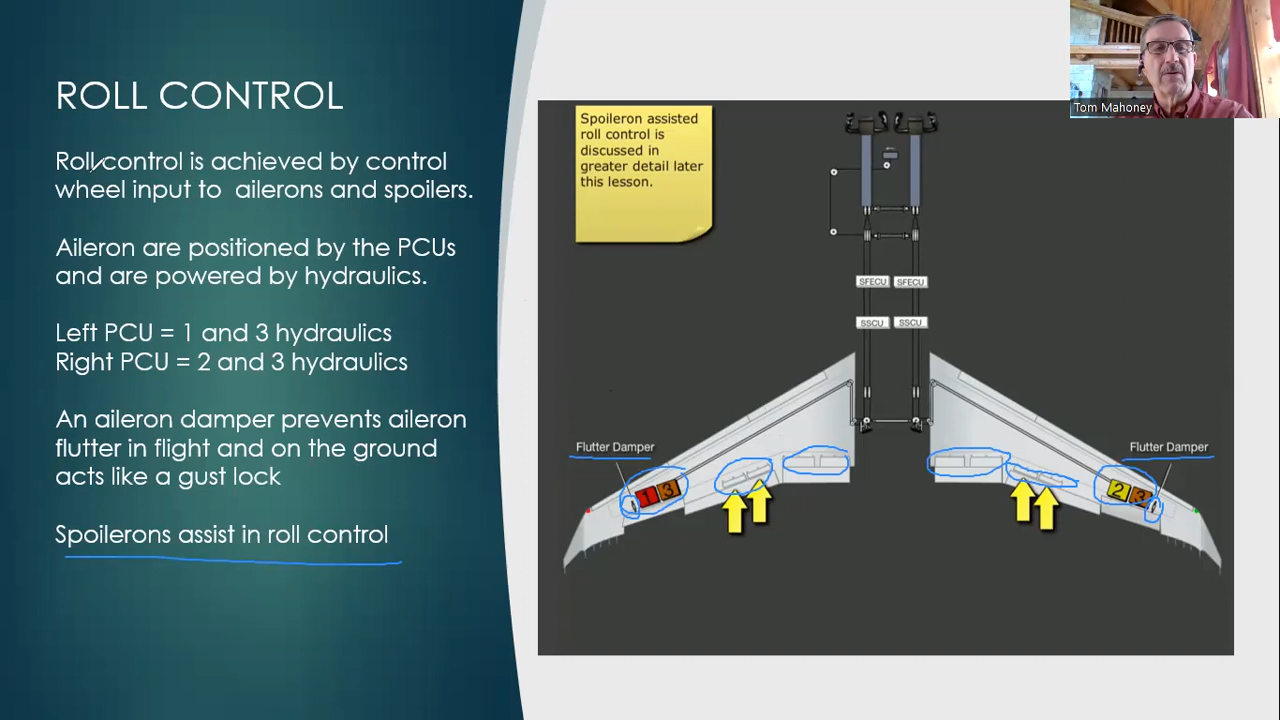 ROLL CONTROL
Roll control is achieved by control
wheel input to ailerons and spoilers.
Aileron are positioned by the PCUs
and are powered by hydraulics.
Left PCU = 1 and 3 hydraulics
Right PCU = 2 and 3 hydraulics
An aileron damper prevents aileron
flutter in flight and on the ground
acts like a gust lock
Spoilerons assist in roll control
Spoileron assisted
roll control is
discussed in
greater detail later
this lesson.
SFECU SFECU
SSCU SSCU
Flutter Damper
1 3
Flutter Damper
2 3
Tom Mahoney